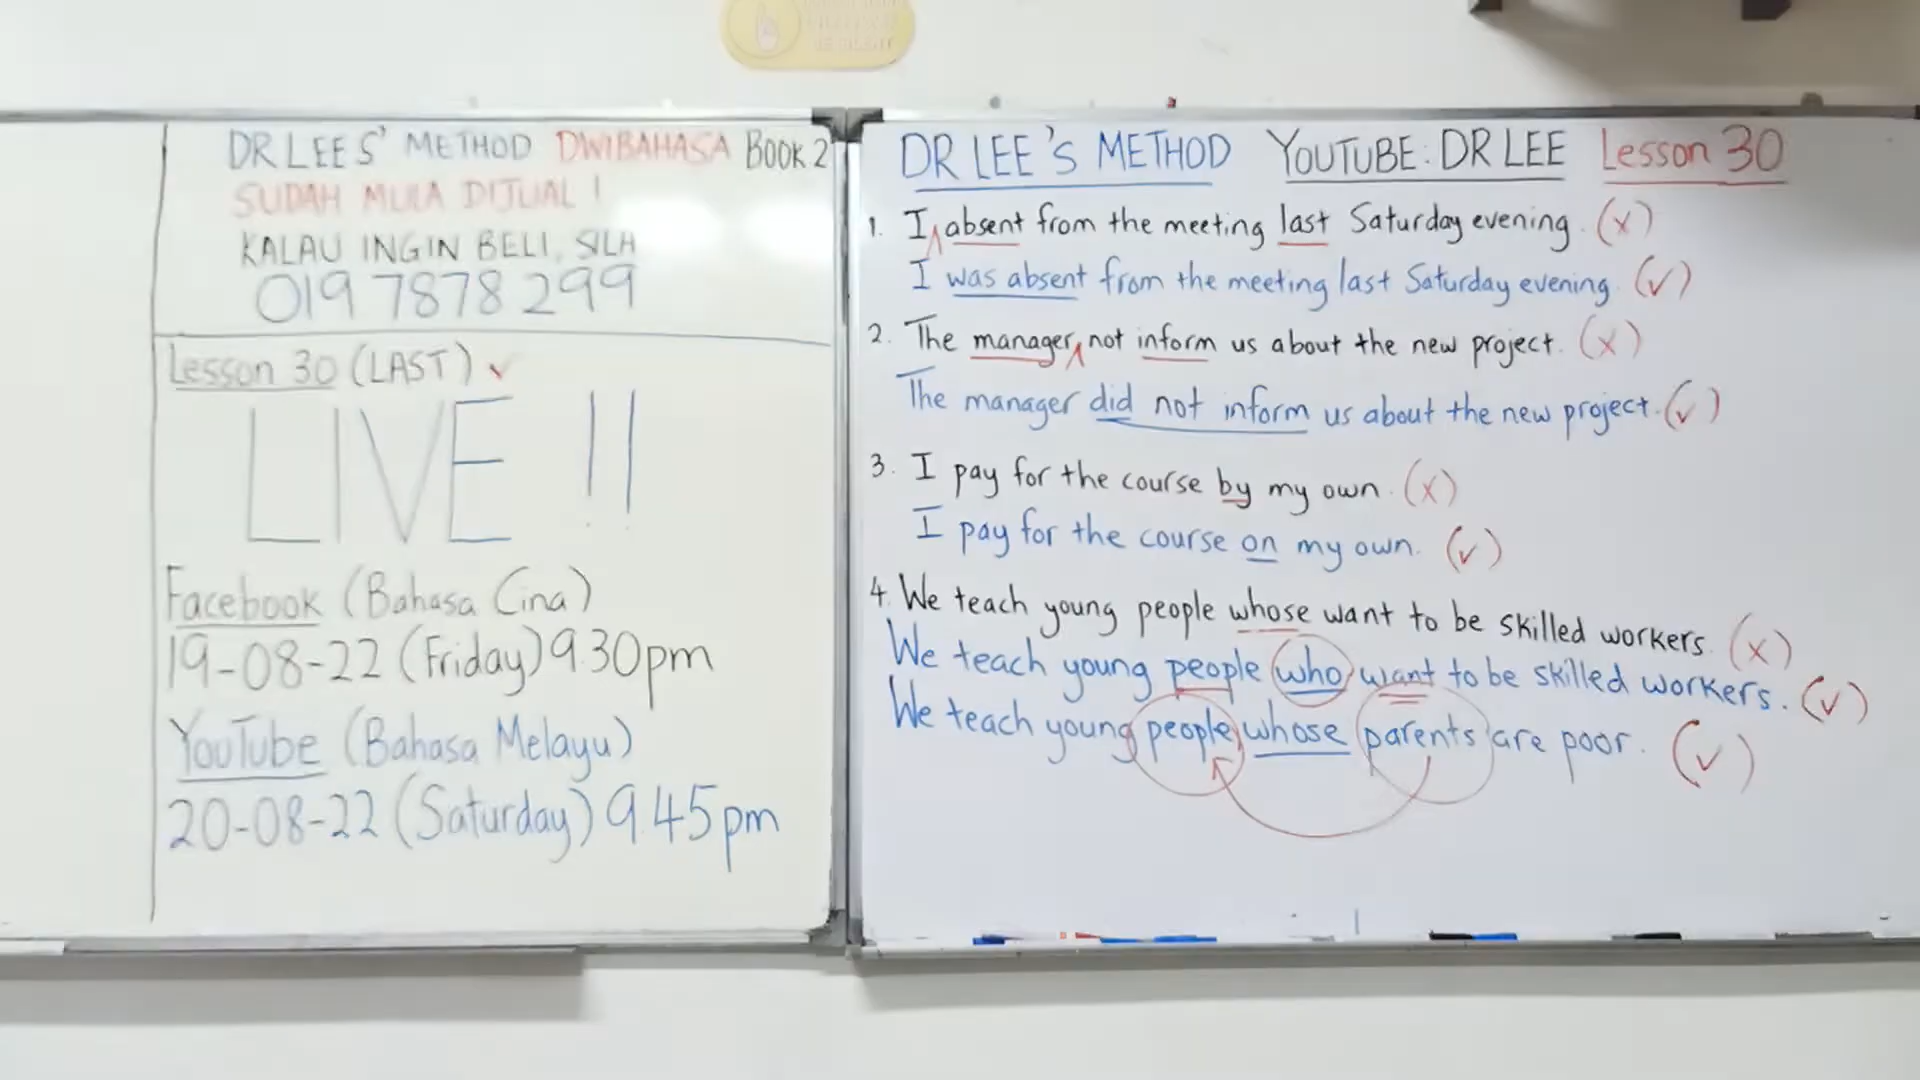 DR LEE S' METHOD DWIBAHASA BOOK 2
SUDAH MULA DIJUAL !
KALAU INGIN BELI, SILA
019 7878 299
Lesson 30 (LAST) ✓
LIVE !!
Facebook (Bahasa Cina)
19-08-22 (Friday) 9.30pm
YouTube (Bahasa Melayu)
20-08-22 (Saturday) 9.45pm
DR LEE'S METHOD YOUTUBE: DR LEE Lesson 30
1. I absent from the meeting last Saturday evening. (x)
I was absent from the meeting last Saturday evening. (✓)
2. The manager not inform us about the new project. (x)
The manager did not inform us about the new project. (✓)
3. I pay for the course by my own. (x)
I pay for the course on my own. (✓)
4. We teach young people whose want to be skilled workers. (x)
We teach young people who want to be skilled workers. (✓)
We teach young people whose parents are poor. (✓)